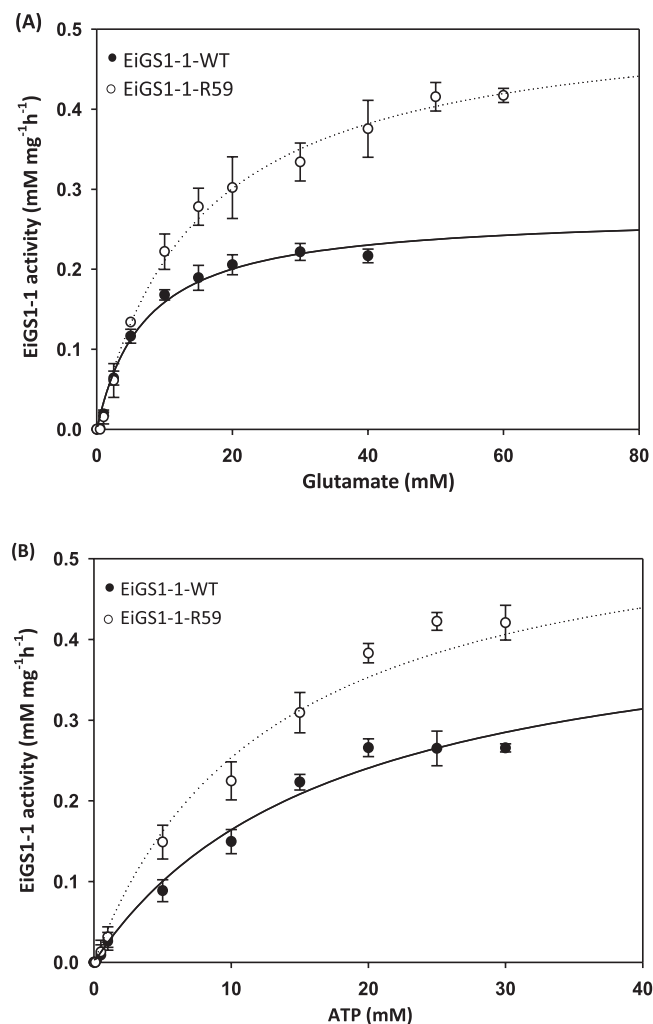 (A)
0.5
EiGS1-1-WT
EiGS1-1-R59
0.4
0.3
0.2
0.1
0.0
EiGS1-1 activity (mM mg⁻¹h⁻¹)
0 20 40 60 80
Glutamate (mM)
(B)
0.5
EiGS1-1-WT
EiGS1-1-R59
0.4
0.3
0.2
0.1
0.0
EiGS1-1 activity (mM mg⁻¹h⁻¹)
0 10 20 30 40
ATP (mM)